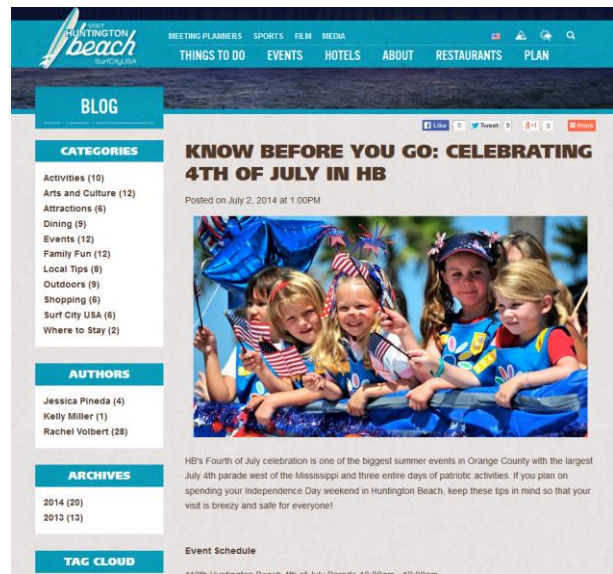 VISIT
HUNTINGTON
beach
SurfCityUSA
MEETING PLANNERS SPORTS FILM MEDIA
THINGS TO DO EVENTS HOTELS ABOUT RESTAURANTS PLAN
BLOG
Like 6 Tweet 9 +1 0 Share
CATEGORIES
Activities (10)
Arts and Culture (12)
Attractions (6)
Dining (9)
Events (12)
Family Fun (12)
Local Tips (8)
Outdoors (9)
Shopping (6)
Surf City USA (6)
Where to Stay (2)
AUTHORS
Jessica Pineda (4)
Kelly Miller (1)
Rachel Volbert (28)
ARCHIVES
2014 (20)
2013 (13)
TAG CLOUD
KNOW BEFORE YOU GO: CELEBRATING
4TH OF JULY IN HB
Posted on July 2, 2014 at 1:00PM
HB's Fourth of July celebration is one of the biggest summer events in Orange County with the largest
July 4th parade west of the Mississippi and three entire days of patriotic activities. If you plan on
spending your Independence Day weekend in Huntington Beach, keep these tips in mind so that your
visit is breezy and safe for everyone!
Event Schedule
Huntington Beach 4th of July Parade